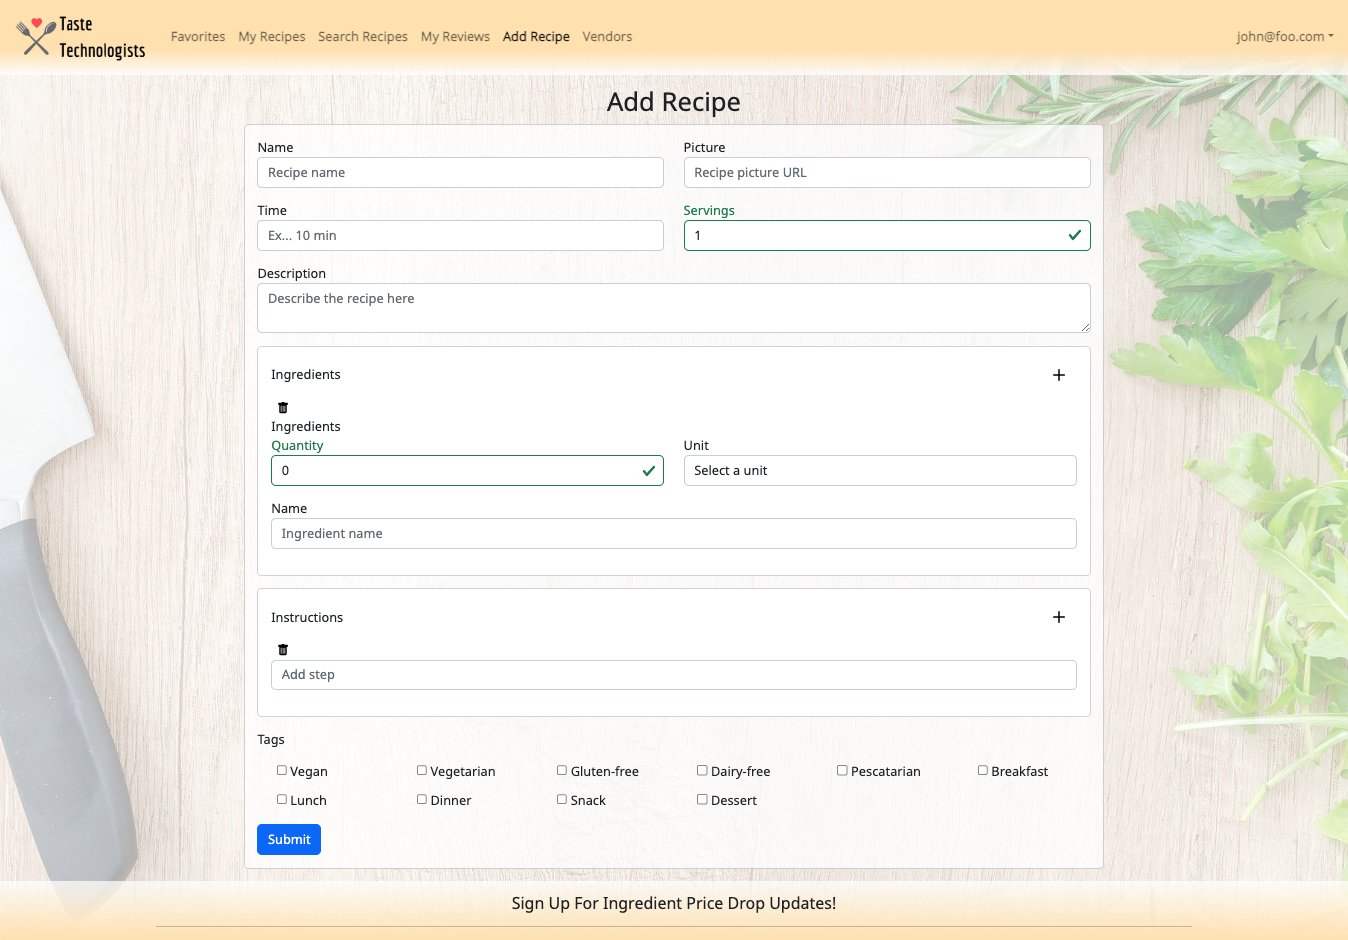 Taste
Technologists
Favorites My Recipes Search Recipes My Reviews Add Recipe Vendors john@foo.com
Add Recipe
Name Picture
Recipe name Recipe picture URL
Time Servings
Ex... 10 min 1
Description
Describe the recipe here
Ingredients
Ingredients
Quantity Unit
0 Select a unit
Name
Ingredient name
Instructions
Add step
Tags
Vegan Vegetarian Gluten-free Dairy-free Pescatarian Breakfast
Lunch Dinner Snack Dessert
Submit
Sign Up For Ingredient Price Drop Updates!